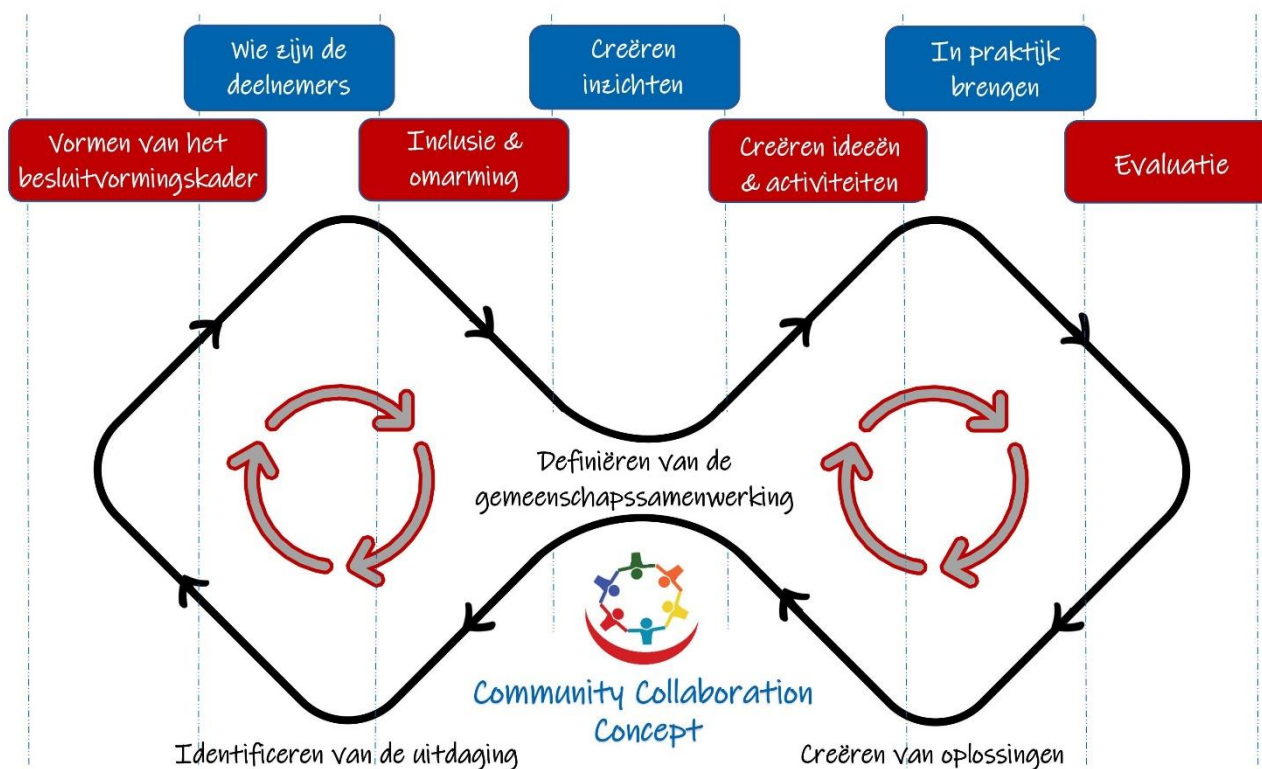 Wie zijn de
deelnemers
Creëren
inzichten
In praktijk
brengen
Vormen van het
besluitvormingskader
Inclusie &
omarming
Creëren ideeën
& activiteiten
Evaluatie
Definiëren van de
gemeenschapssamenwerking
Community Collaboration
Concept
Identificeren van de uitdaging
Creëren van oplossingen